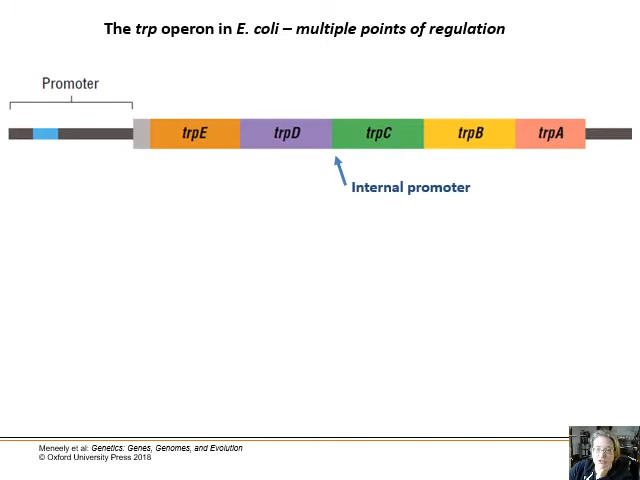 The trp operon in E. coli – multiple points of regulation
Promoter
trpE trpD trpC trpB trpA
Internal promoter
Meneely et al: Genetics: Genes, Genomes, and Evolution
© Oxford University Press 2018